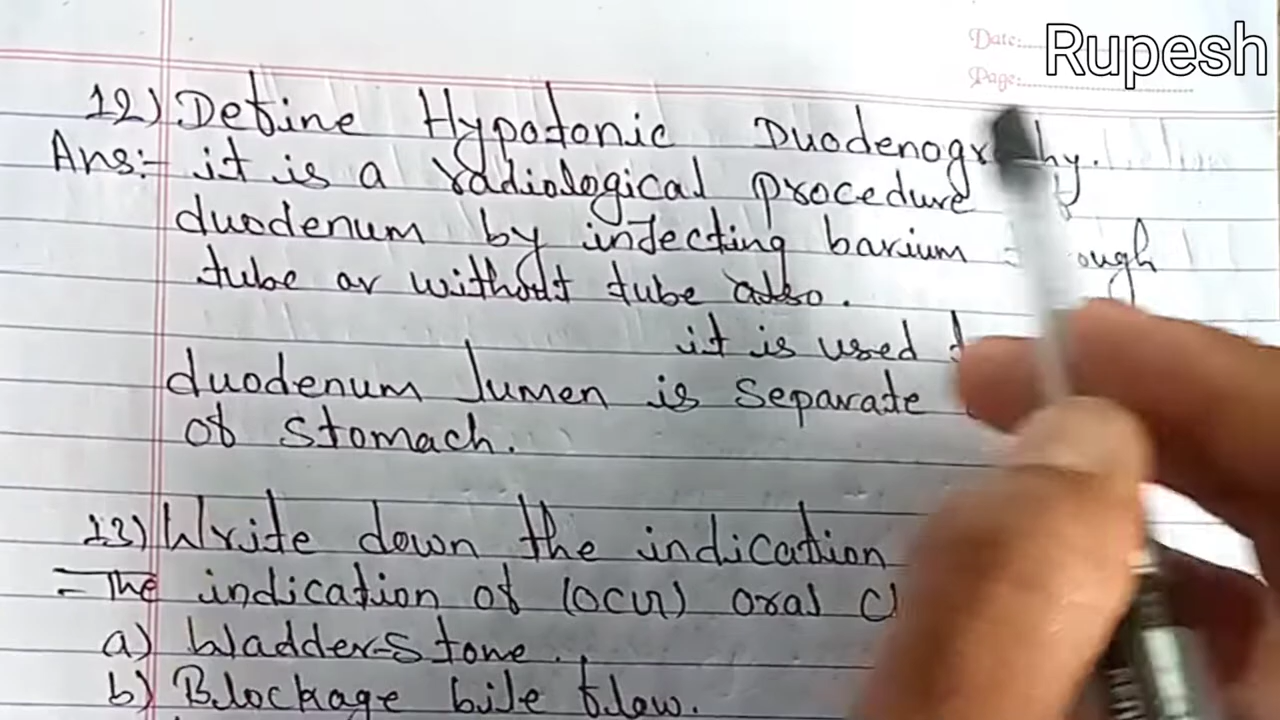 Date:
Rupesh
Page:
12) Define Hypotonic Duodenography.
Ans:- it is a radiological procedure
duodenum by injecting barium
tube or without tube also.
it is used
duodenum lumen is separate
of stomach.
13) Write down the indication
= The indication of (OCG) oral
a) bladder-stone.
b) Blockage bile flow.